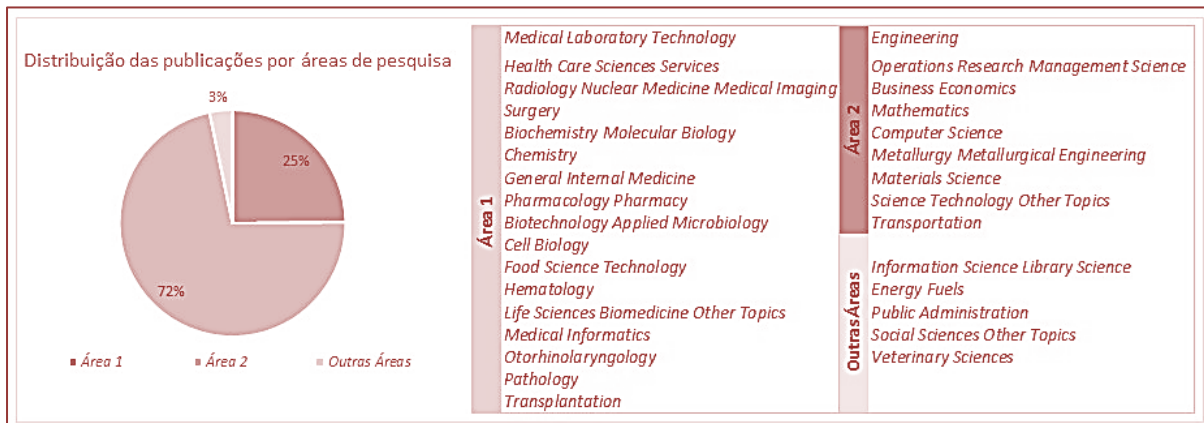 Distribuição das publicações por áreas de pesquisa
3%
25%
72%
Área 1
Área 2
Outras Áreas
Área 1
Medical Laboratory Technology
Health Care Sciences Services
Radiology Nuclear Medicine Medical Imaging
Surgery
Biochemistry Molecular Biology
Chemistry
General Internal Medicine
Pharmacology Pharmacy
Biotechnology Applied Microbiology
Cell Biology
Food Science Technology
Hematology
Life Sciences Biomedicine Other Topics
Medical Informatics
Otorhinolaryngology
Pathology
Transplantation
Área 2
Engineering
Operations Research Management Science
Business Economics
Mathematics
Computer Science
Metallurgy Metallurgical Engineering
Materials Science
Science Technology Other Topics
Transportation
Outras Áreas
Information Science Library Science
Energy Fuels
Public Administration
Social Sciences Other Topics
Veterinary Sciences